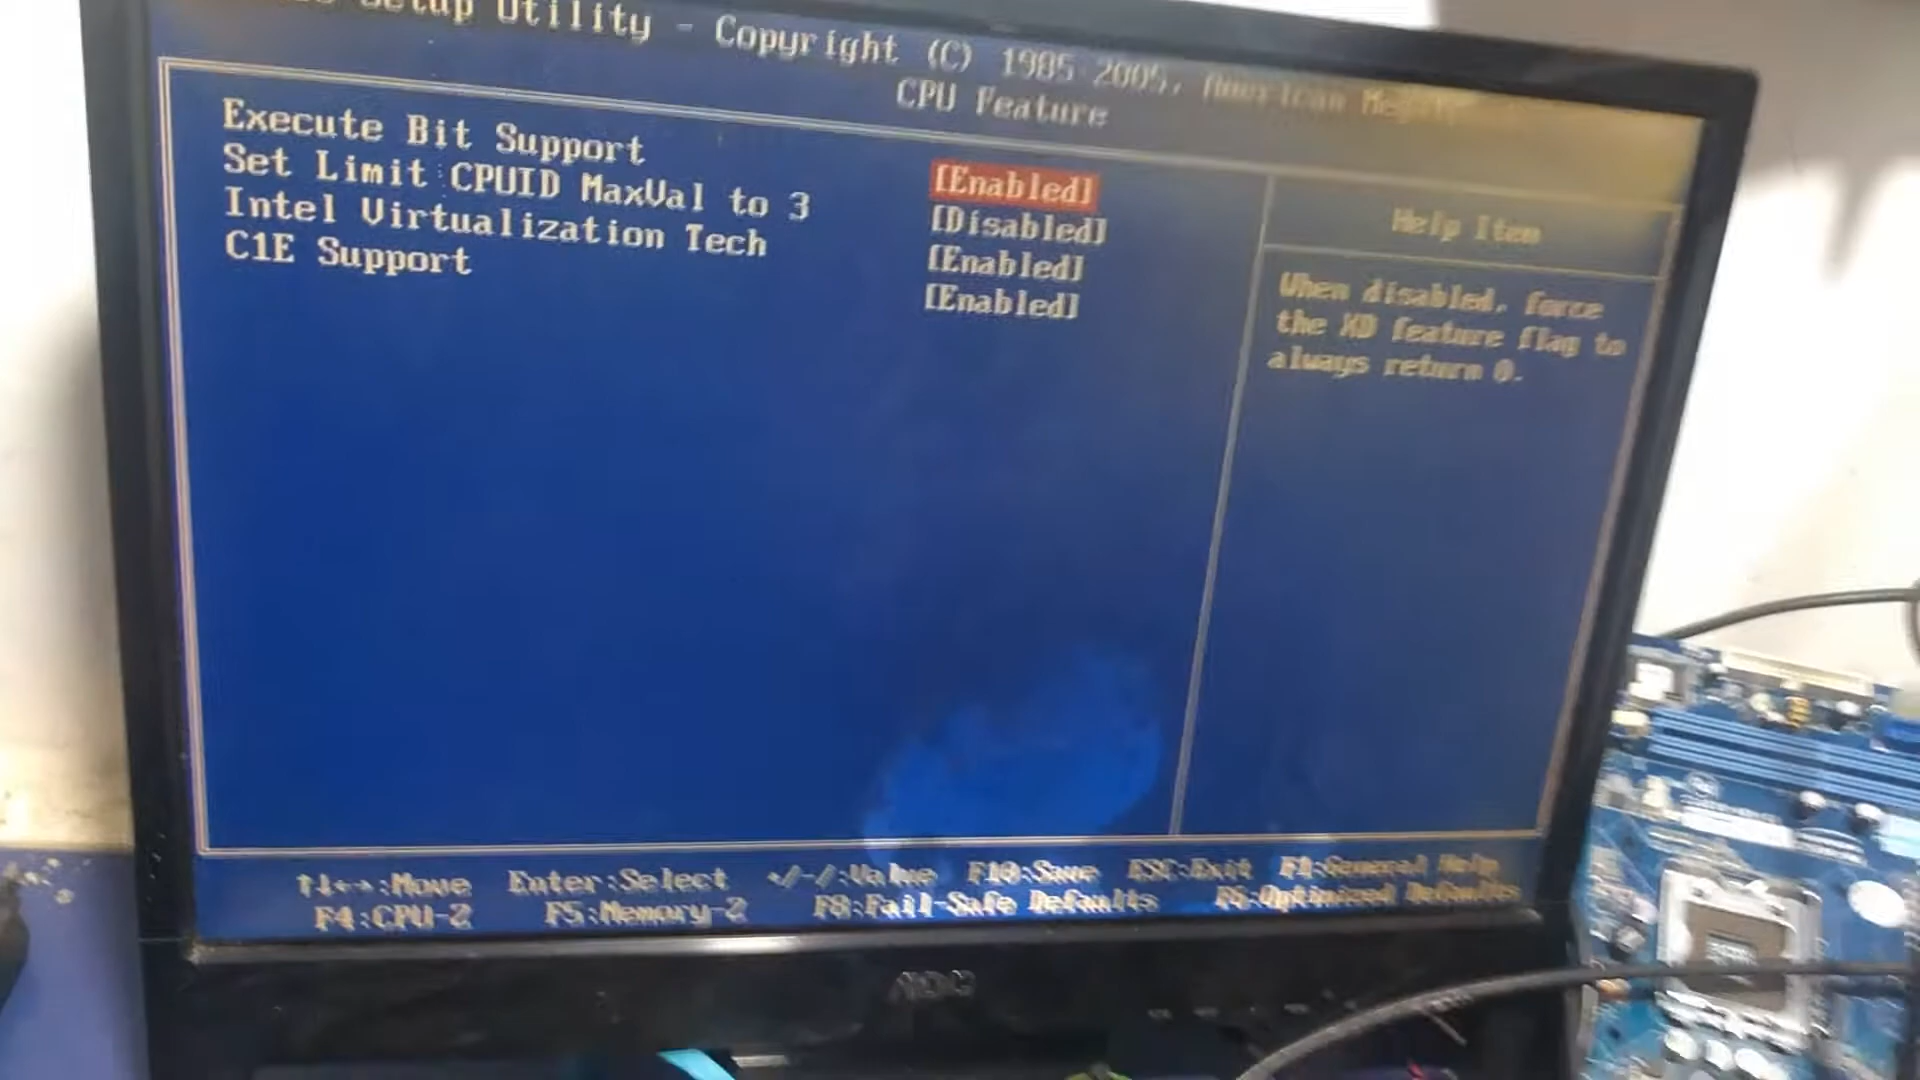 Setup Utility - Copyright (C) 1985-2005, American
CPU Feature
Execute Bit Support [Enabled]
Set Limit CPUID MaxVal to 3 [Disabled]
Intel Virtualization Tech [Enabled]
C1E Support [Enabled]
Help Item
When disabled, force
the XD feature flag to
always return 0.
↑↓←→:Move Enter:Select +/-/:Value F10:Save ESC:Exit F1:General Help
F4:CPU-Z F5:Memory-Z F8:Fail-Safe Defaults F6:Optimized Defaults
AOC